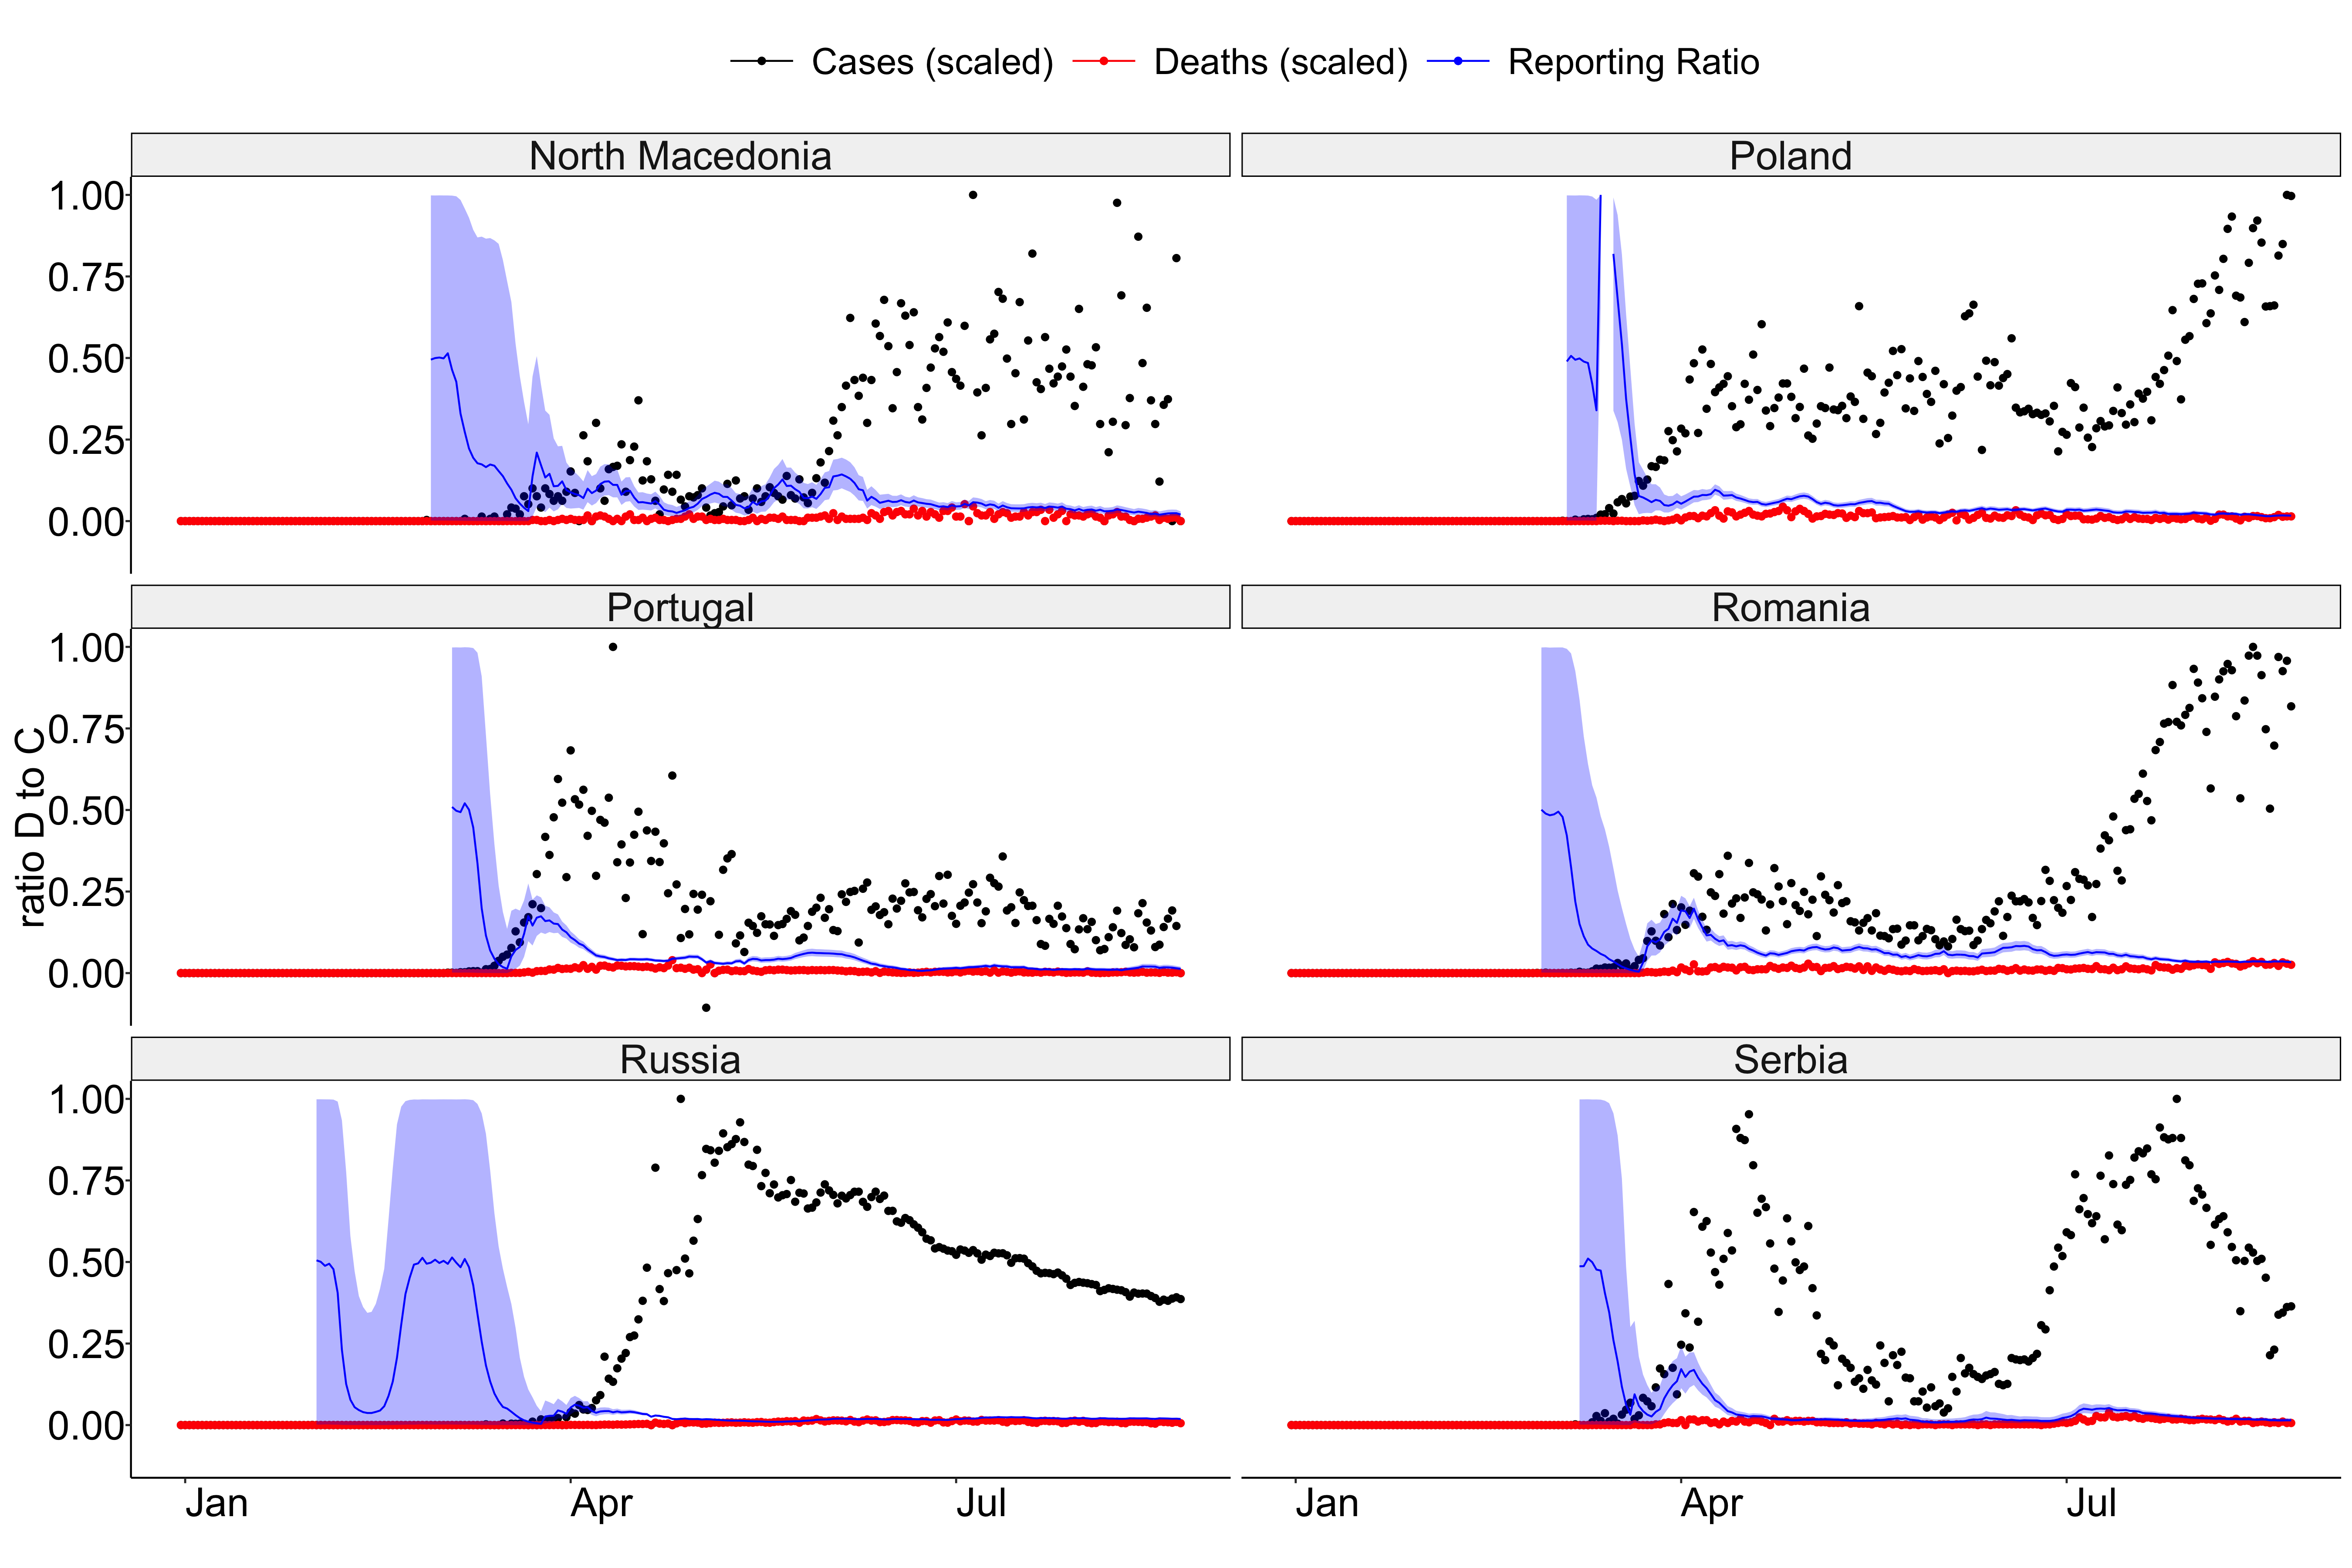 Cases (scaled) Deaths (scaled) Reporting Ratio
North Macedonia Poland
1.00
0.75
0.50
0.25
0.00
Portugal Romania
1.00
0.75
0.50
0.25
0.00
ratio D to C
Russia Serbia
1.00
0.75
0.50
0.25
0.00
Jan Apr Jul Jan Apr Jul